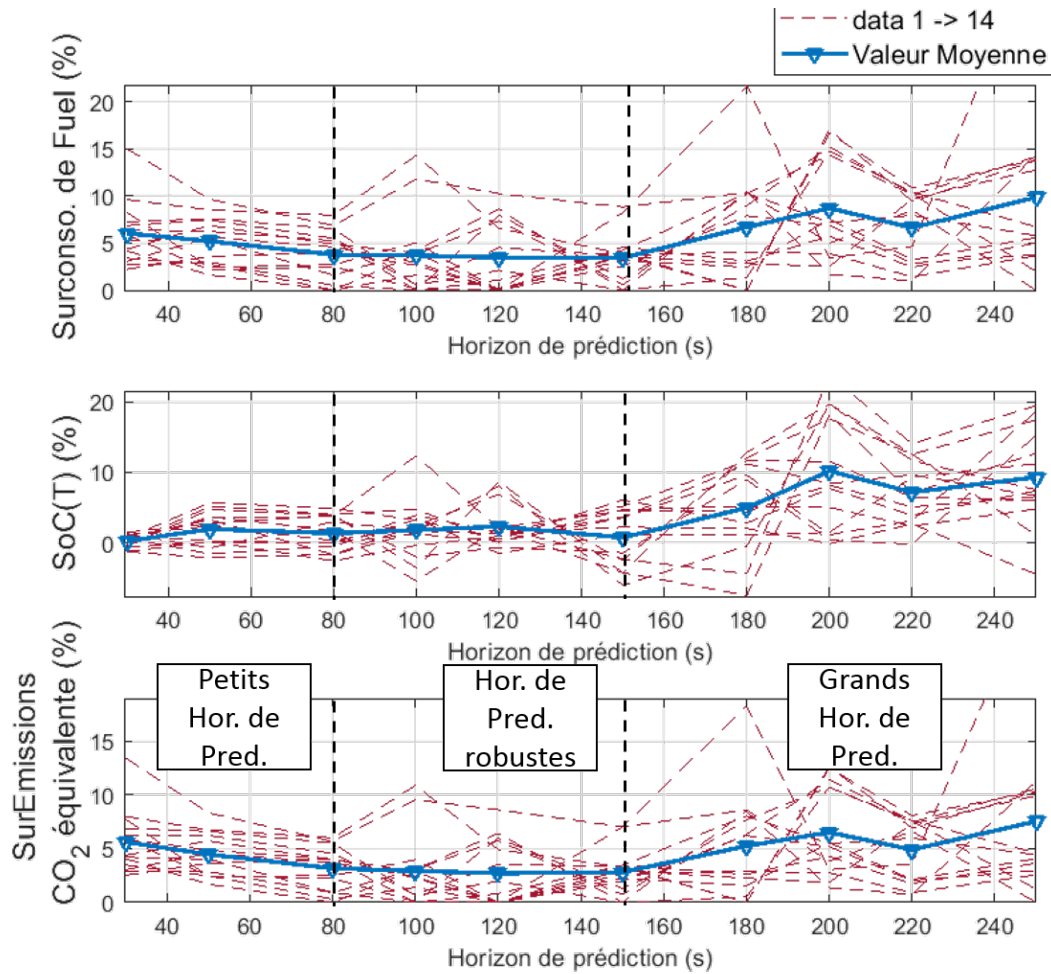 data 1 -> 14
Valeur Moyenne
Surconso. de Fuel (%)
20
15
10
5
0
40 60 80 100 120 140 160 180 200 220 240
Horizon de prédiction (s)
SoC(T) (%)
20
10
0
40 60 80 100 120 140 160 180 200 220 240
Horizon de prédiction (s)
SurEmissions
CO2 équivalente (%)
Petits
Hor. de
Pred.
Hor. de
Pred.
robustes
Grands
Hor. de
Pred.
15
10
5
0
40 60 80 100 120 140 160 180 200 220 240
Horizon de prédiction (s)